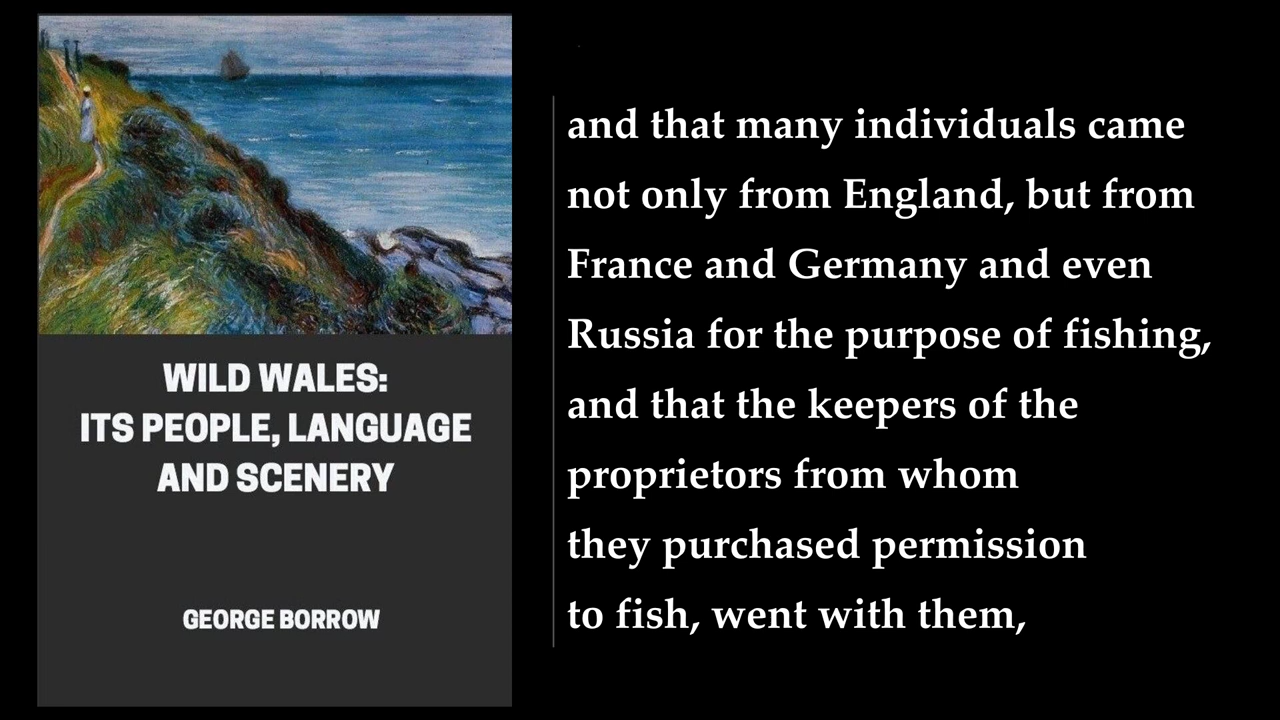 WILD WALES:
ITS PEOPLE, LANGUAGE
AND SCENERY
GEORGE BORROW
and that many individuals came
not only from England, but from
France and Germany and even
Russia for the purpose of fishing,
and that the keepers of the
proprietors from whom
they purchased permission
to fish, went with them,